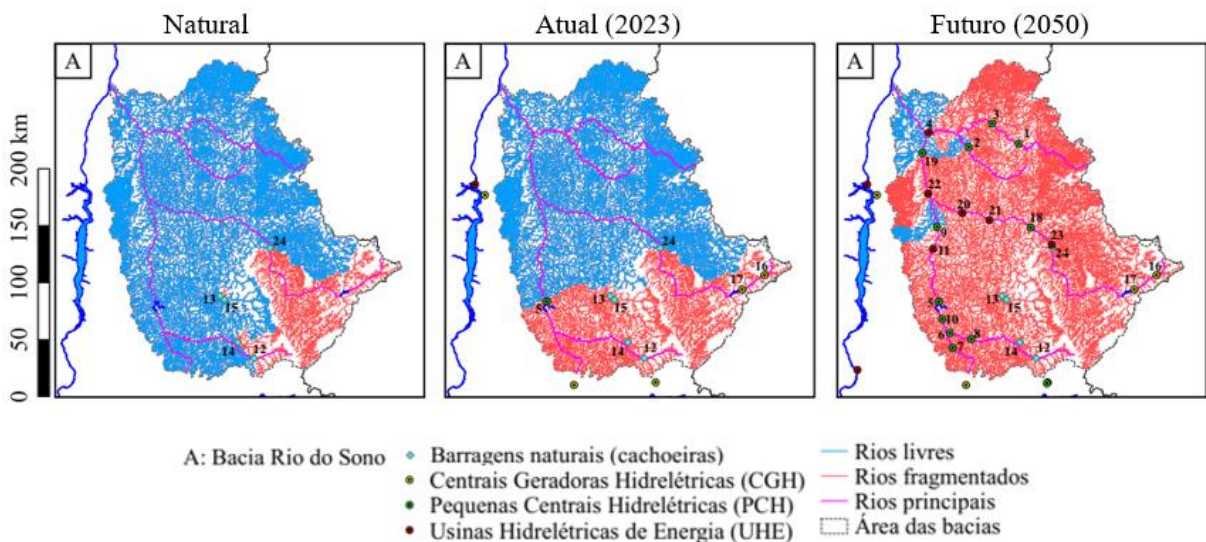 Natural
Atual (2023)
Futuro (2050)
A
A
A
200 km
150
100
50
0
24
13
15
14
12
24
16
17
13
5
15
14
12
3
4
1
2
19
22
20
21
18
9
23
11
24
16
17
13
5
15
10
6
8
7
14
12
A: Bacia Rio do Sono
Barragens naturais (cachoeiras)
Centrais Geradoras Hidrelétricas (CGH)
Pequenas Centrais Hidrelétricas (PCH)
Usinas Hidrelétricas de Energia (UHE)
Rios livres
Rios fragmentados
Rios principais
Área das bacias